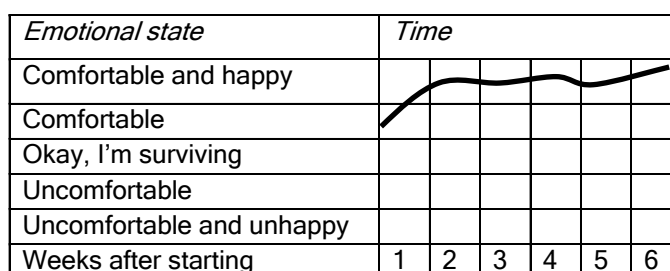 Emotional state Time
Comfortable and happy
Comfortable
Okay, I'm surviving
Uncomfortable
Uncomfortable and unhappy
Weeks after starting 1 2 3 4 5 6